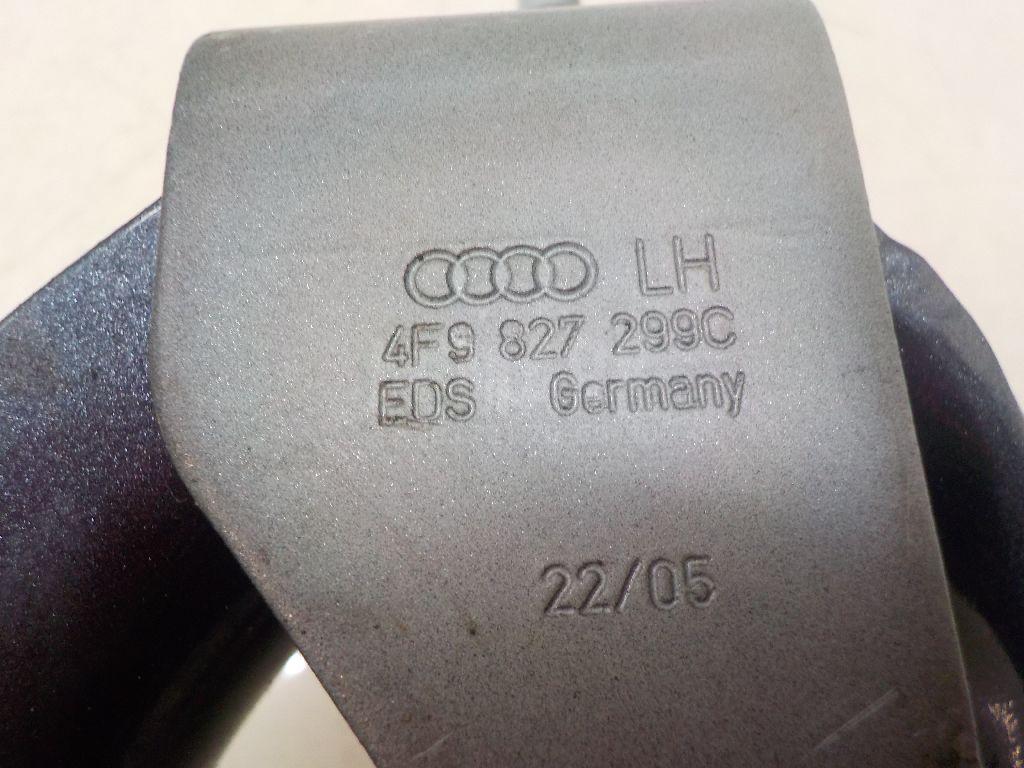 LH
4F9 827 299C
EDS Germany
22/05